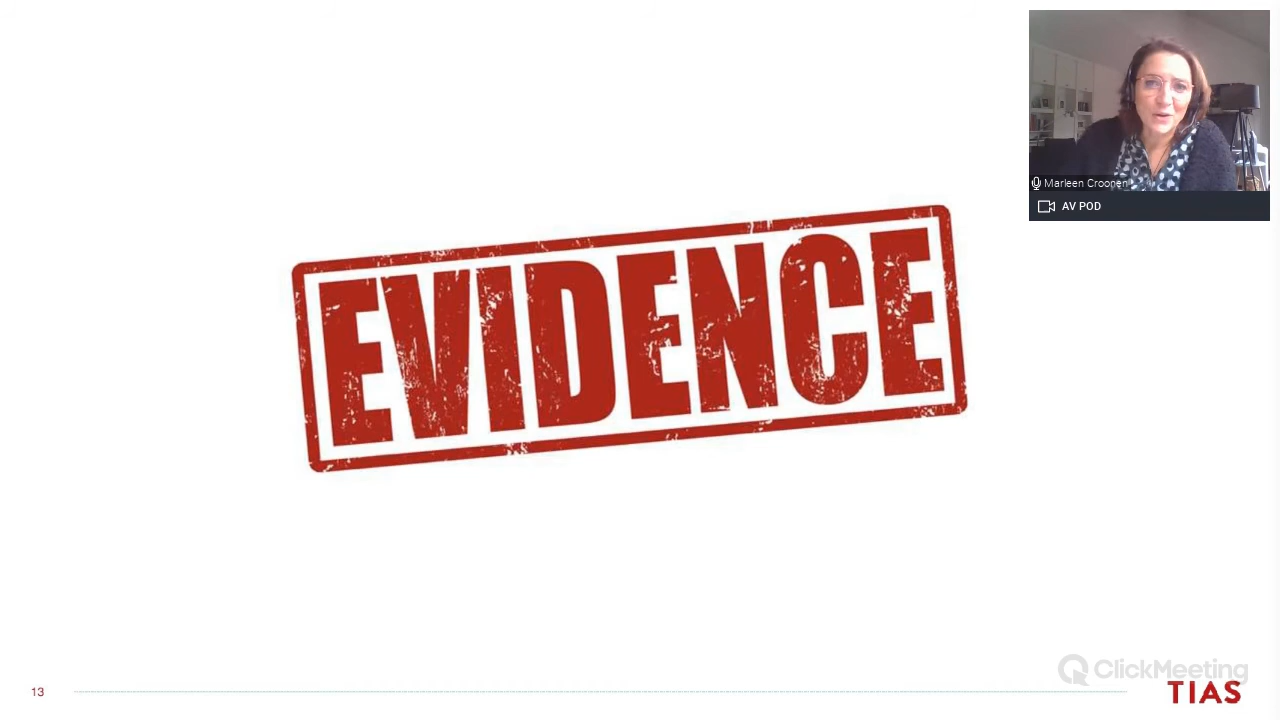 Marleen Croonen
AV POD
EVIDENCE
ClickMeeting
13
TIAS